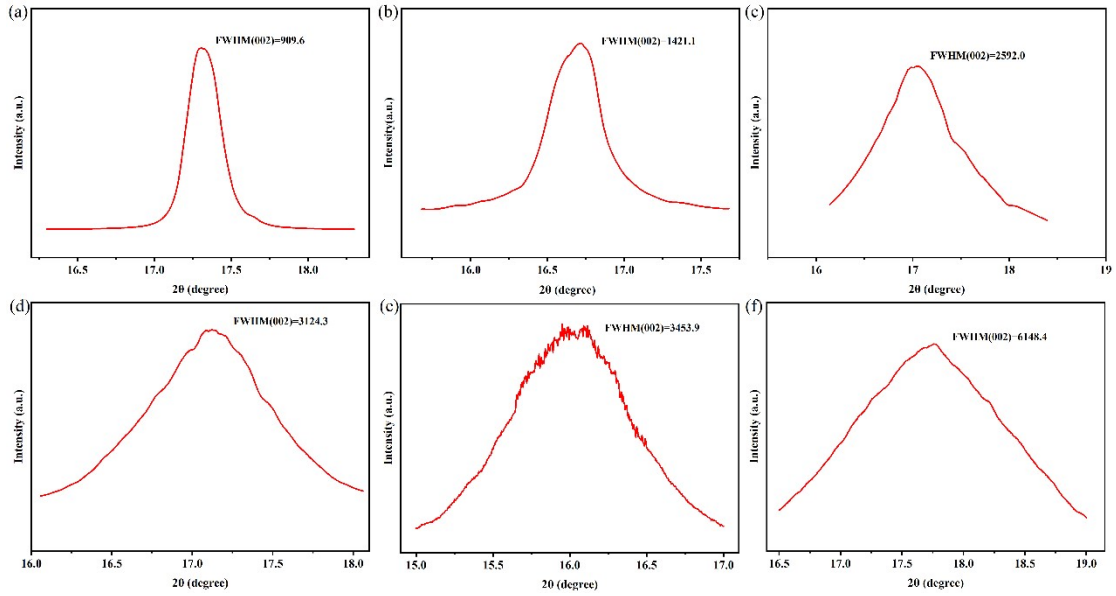 (a)
FWHM(002)=909.6
Intensity (a.u.)
16.5 17.0 17.5 18.0
2θ (degree)
(b)
FWHM(002)=1421.1
Intensity(a.u.)
16.0 16.5 17.0 17.5
2θ (degree)
(c)
FWHM(002)=2592.0
Intensity (a.u.)
16 17 18 19
2θ (degree)
(d)
FWHM(002)=3124.3
Intensity (a.u.)
16.0 16.5 17.0 17.5 18.0
2θ (degree)
(e)
FWHM(002)=3453.9
Intensity (a.u.)
15.0 15.5 16.0 16.5 17.0
2θ (degree)
(f)
FWHM(002)=6148.4
Intensity (a.u.)
16.5 17.0 17.5 18.0 18.5 19.0
2θ (degree)